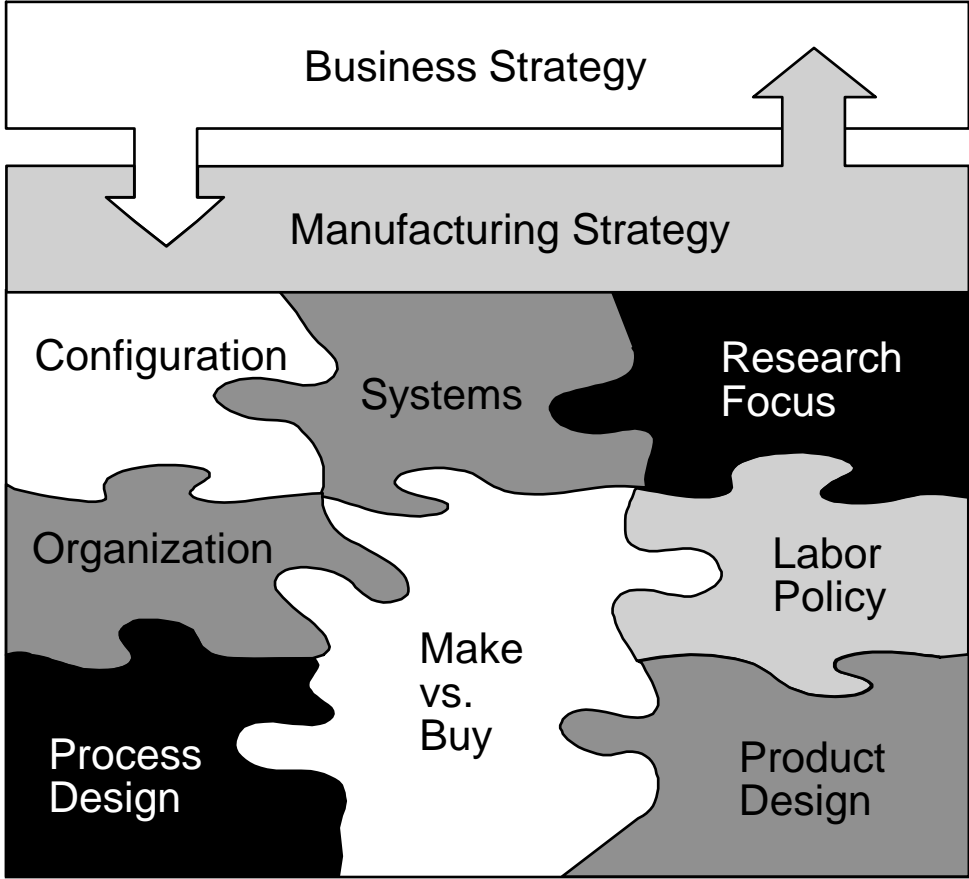 Business Strategy
Manufacturing Strategy
Configuration
Systems
Research
Focus
Organization
Labor
Policy
Make
vs.
Buy
Process
Design
Product
Design